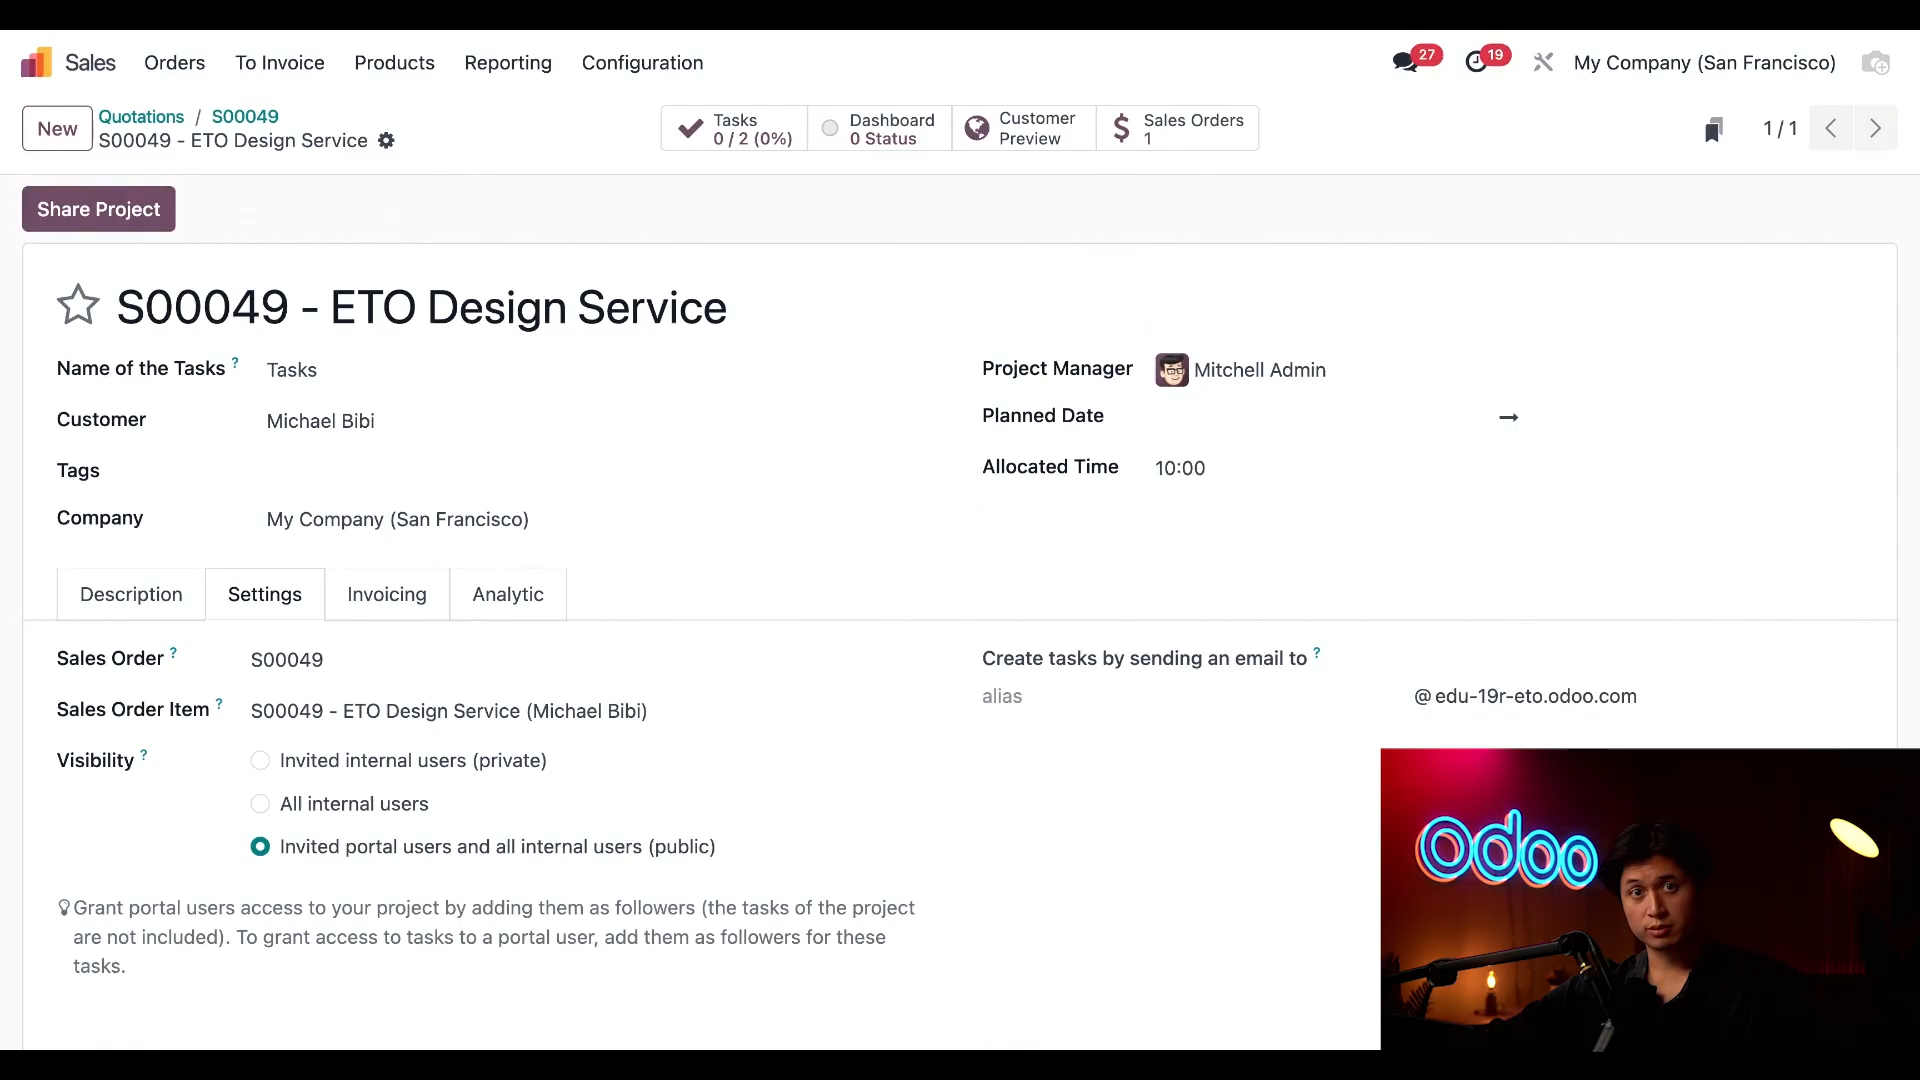 Sales Orders To Invoice Products Reporting Configuration
27 19 My Company (San Francisco)
New
Quotations / S00049
S00049 - ETO Design Service
Tasks
0 / 2 (0%)
Dashboard
0 Status
Customer
Preview
Sales Orders
1
1 / 1
Share Project
S00049 - ETO Design Service
Name of the Tasks ? Tasks
Project Manager Mitchell Admin
Customer Michael Bibi
Planned Date
Tags
Allocated Time 10:00
Company My Company (San Francisco)
Description Settings Invoicing Analytic
Sales Order ? S00049
Create tasks by sending an email to ?
Sales Order Item ? S00049 - ETO Design Service (Michael Bibi)
alias @ edu-19r-eto.odoo.com
Visibility ? Invited internal users (private)
All internal users
Invited portal users and all internal users (public)
Grant portal users access to your project by adding them as followers (the tasks of the project
are not included). To grant access to tasks to a portal user, add them as followers for these
tasks.
odoo